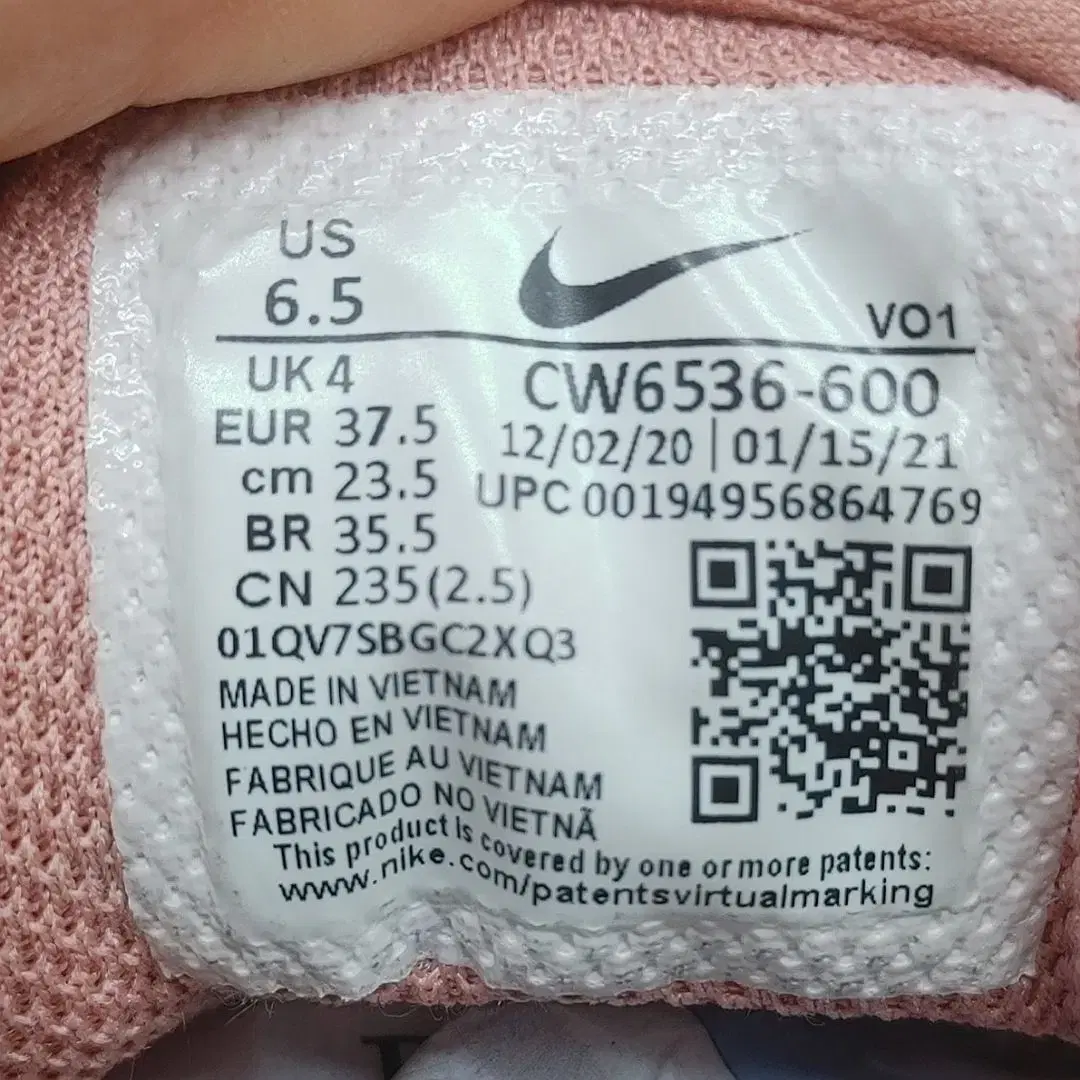 US
6.5
VO1
UK 4
EUR 37.5
cm 23.5
BR 35.5
CN 235(2.5)
CW6536-600
12/02/20 | 01/15/21
UPC 00194956864769
01QV7SBGC2XQ3
MADE IN VIETNAM
HECHO EN VIETNAM
FABRIQUE AU VIETNAM
FABRICADO NO VIETNÃ
This product is covered by one or more patents:
www.nike.com/patentsvirtualmarking